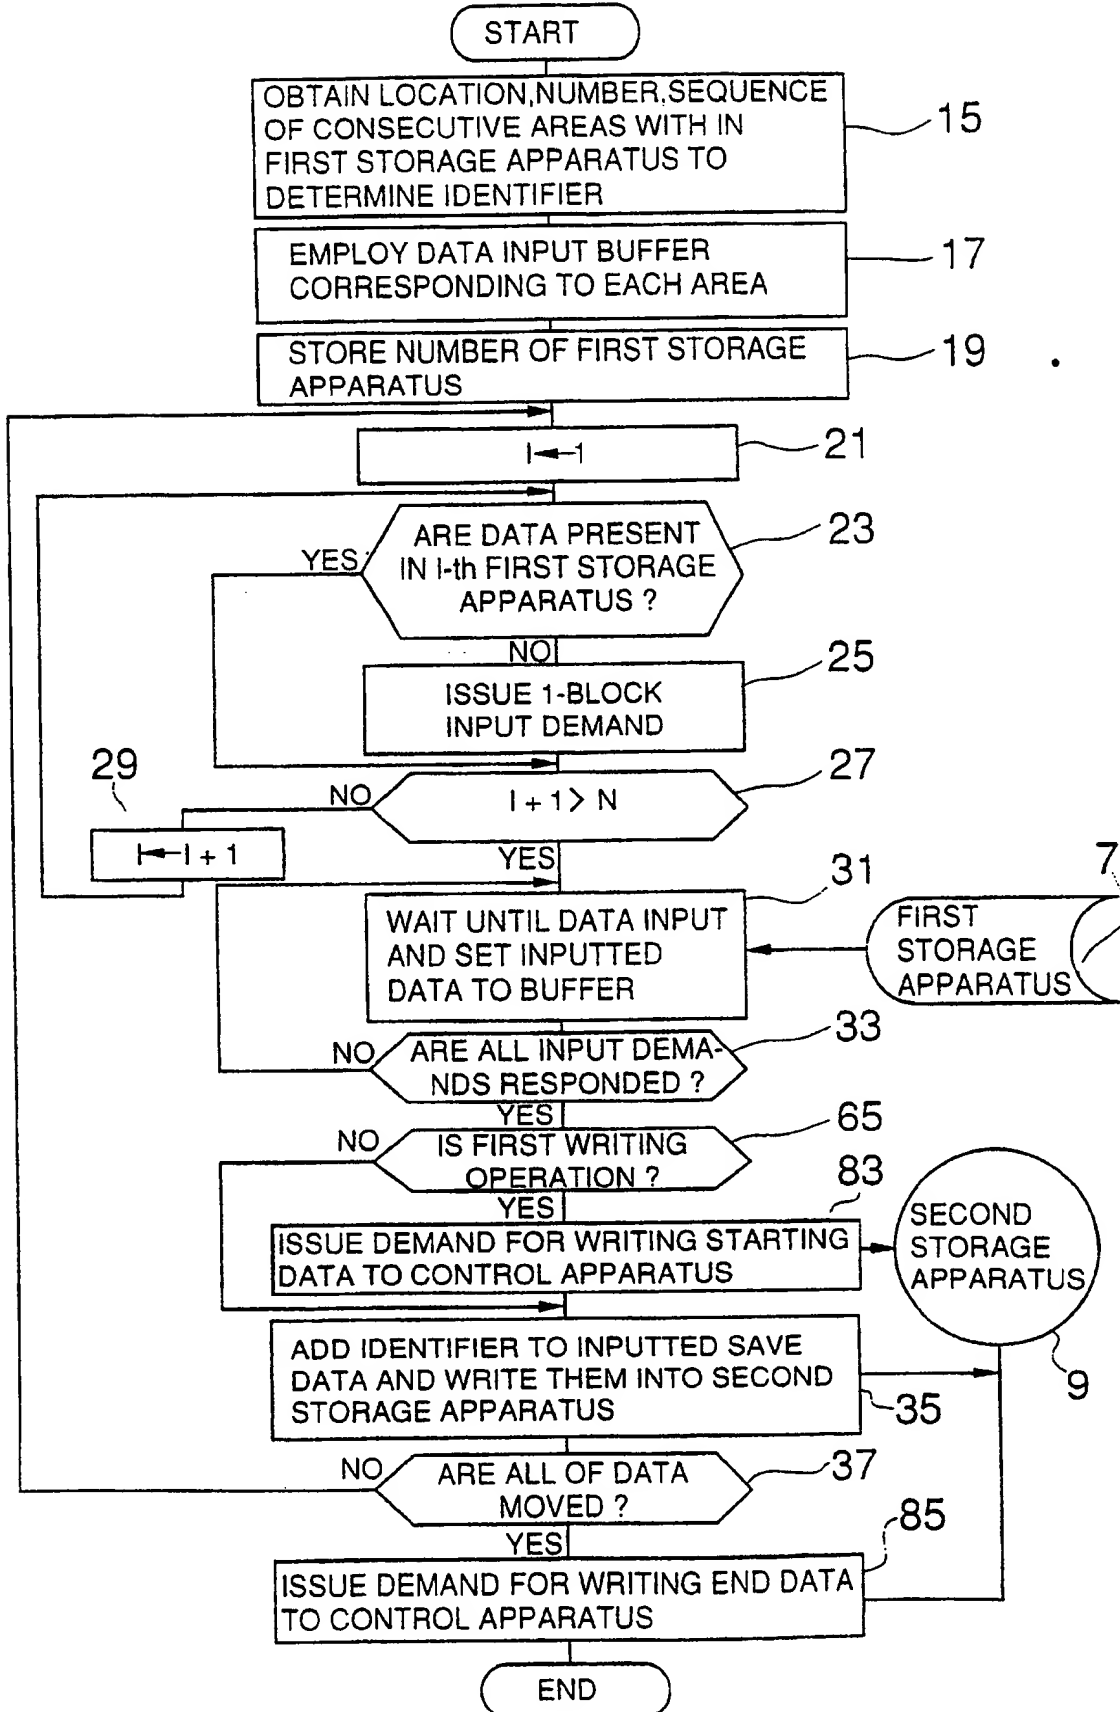 START
OBTAIN LOCATION,NUMBER,SEQUENCE
OF CONSECUTIVE AREAS WITH IN
FIRST STORAGE APPARATUS TO
DETERMINE IDENTIFIER
15
EMPLOY DATA INPUT BUFFER
CORRESPONDING TO EACH AREA
17
STORE NUMBER OF FIRST STORAGE
APPARATUS
19
I←1
21
ARE DATA PRESENT
IN I-th FIRST STORAGE
APPARATUS ?
23
YES
NO
ISSUE 1-BLOCK
INPUT DEMAND
25
I + 1 > N
27
NO
29
I←I + 1
YES
WAIT UNTIL DATA INPUT
AND SET INPUTTED
DATA TO BUFFER
31
FIRST
STORAGE
APPARATUS
7
ARE ALL INPUT DEMA-
NDS RESPONDED ?
33
NO
YES
IS FIRST WRITING
OPERATION ?
65
NO
YES
83
ISSUE DEMAND FOR WRITING STARTING
DATA TO CONTROL APPARATUS
SECOND
STORAGE
APPARATUS
9
ADD IDENTIFIER TO INPUTTED SAVE
DATA AND WRITE THEM INTO SECOND
STORAGE APPARATUS
35
ARE ALL OF DATA
MOVED ?
37
NO
YES
85
ISSUE DEMAND FOR WRITING END DATA
TO CONTROL APPARATUS
END